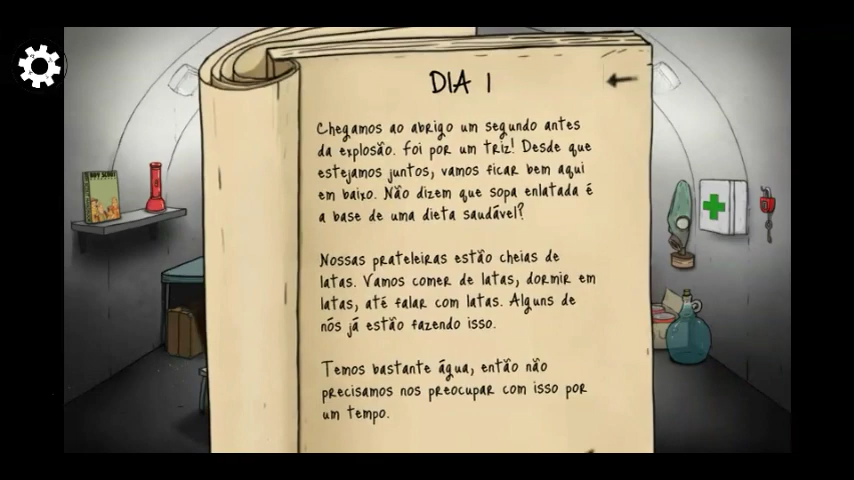 DIA 1
Chegamos ao abrigo um segundo antes
da explosão. Foi por um triz! Desde que
estejamos juntos, vamos ficar bem aqui
em baixo. Não dizem que sopa enlatada é
a base de uma dieta saudável?
Nossas prateleiras estão cheias de
latas. Vamos comer de latas, dormir em
latas, até falar com latas. Alguns de
nós já estão fazendo isso.
Temos bastante água, então não
precisamos nos preocupar com isso por
um tempo.